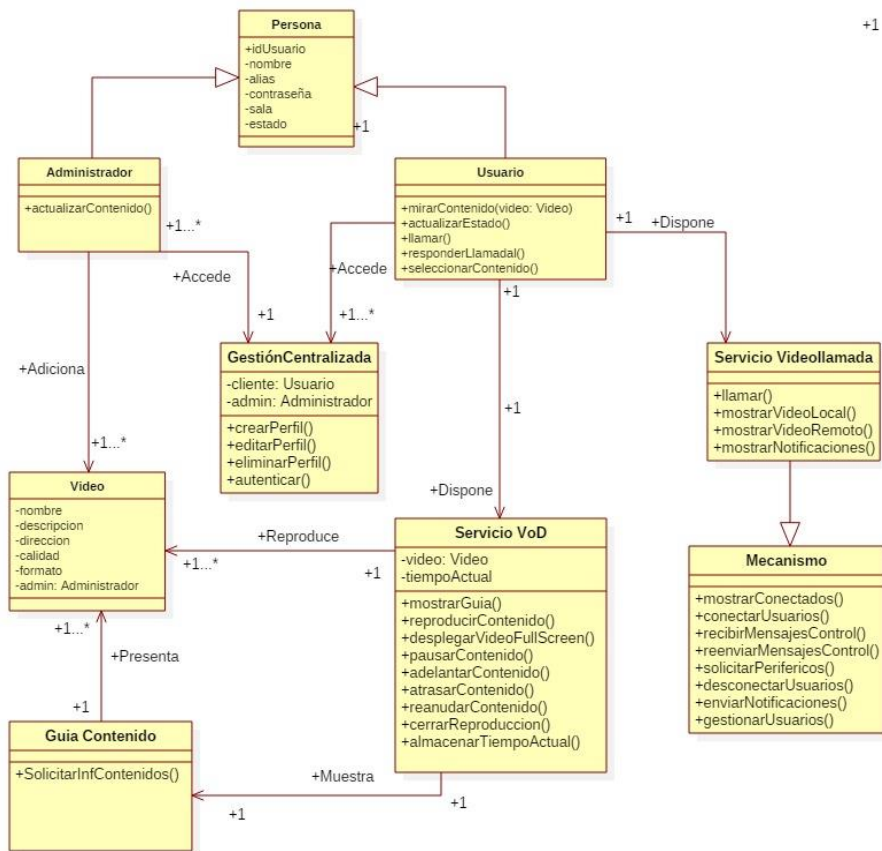 +1
Persona
+idUsuario
-nombre
-alias
-contraseña
-sala
-estado
+1
Administrador
+actualizarContenido()
+1...*
+Accede
+1
Usuario
+mirarContenido(video: Video)
+actualizarEstado()
+llamar()
+responderLlamadal()
+seleccionarContenido()
+1
+Dispone
+Accede
+1...*
+1
+1
+Dispone
+Adiciona
+1...*
GestiónCentralizada
-cliente: Usuario
-admin: Administrador
+crearPerfil()
+editarPerfil()
+eliminarPerfil()
+autenticar()
Servicio Videollamada
+llamar()
+mostrarVideoLocal()
+mostrarVideoRemoto()
+mostrarNotificaciones()
Video
-nombre
-descripcion
-direccion
-calidad
-formato
-admin: Administrador
+Reproduce
+1...*
+1
Servicio VoD
-video: Video
-tiempoActual
+mostrarGuia()
+reproducirContenido()
+desplegarVideoFullScreen()
+pausarContenido()
+adelantarContenido()
+atrasarContenido()
+reanudarContenido()
+cerrarReproduccion()
+almacenarTiempoActual()
Mecanismo
+mostrarConectados()
+conectarUsuarios()
+recibirMensajesControl()
+reenviarMensajesControl()
+solicitarPerifericos()
+desconectarUsuarios()
+enviarNotificaciones()
+gestionarUsuarios()
+1...*
+Presenta
+1
Guia Contenido
+SolicitarInfContenidos()
+Muestra
+1
+1